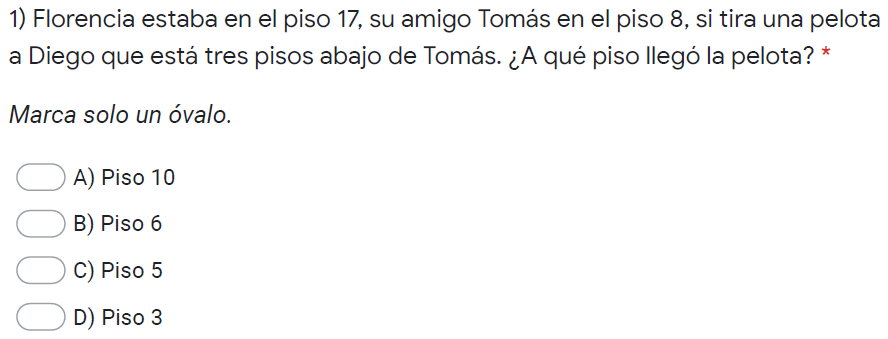 1) Florencia estaba en el piso 17, su amigo Tomás en el piso 8, si tira una pelota
a Diego que está tres pisos abajo de Tomás. ¿A qué piso llegó la pelota? *
Marca solo un óvalo.
A) Piso 10
B) Piso 6
C) Piso 5
D) Piso 3